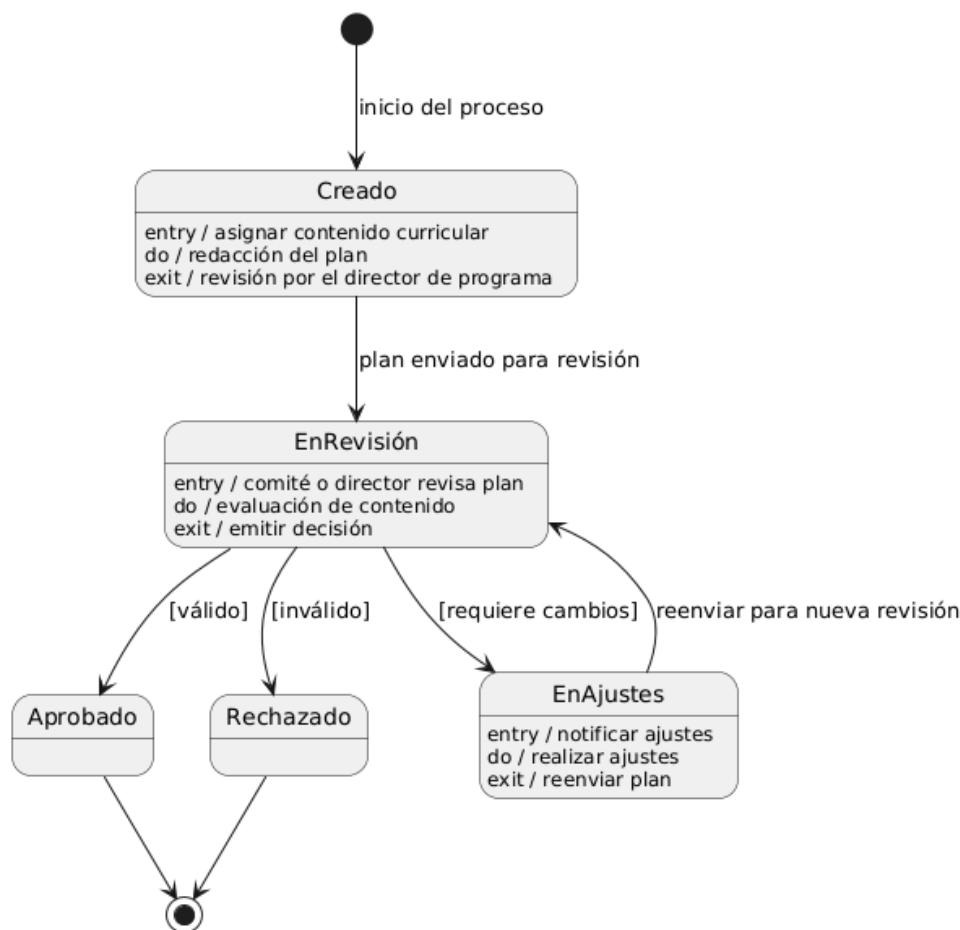 inicio del proceso
Creado
entry / asignar contenido curricular
do / redacción del plan
exit / revisión por el director de programa
plan enviado para revisión
EnRevisión
entry / comité o director revisa plan
do / evaluación de contenido
exit / emitir decisión
[válido]
[inválido]
[requiere cambios]
reenviar para nueva revisión
Aprobado
Rechazado
EnAjustes
entry / notificar ajustes
do / realizar ajustes
exit / reenviar plan